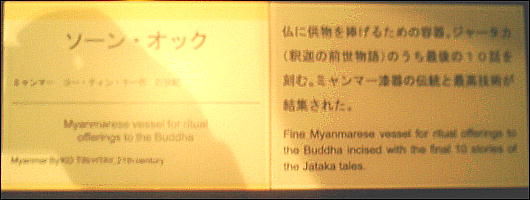 ソーン・オック
ミャンマー
Myanmarese vessel for ritual
offerings to the Buddha
Myanmar 21th century
仏に供物を捧げるための容器。ジャータカ
（釈迦の前世物語）のうち最後の１０話を
刻む。ミャンマー漆器の伝統と最高技術が
結集された。
Fine Myanmarese vessel for ritual offerings to
the Buddha incised with the final 10 stories of
the Jataka tales.